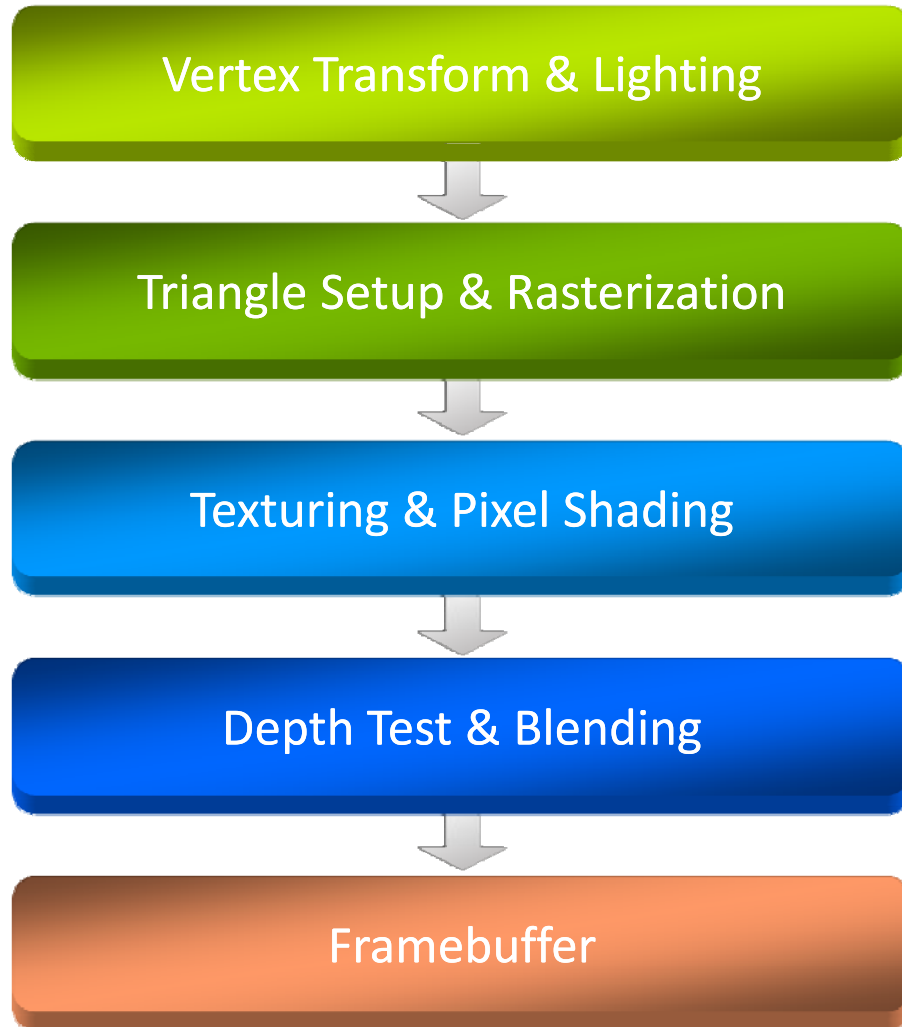 Vertex Transform & Lighting
Triangle Setup & Rasterization
Texturing & Pixel Shading
Depth Test & Blending
Framebuffer